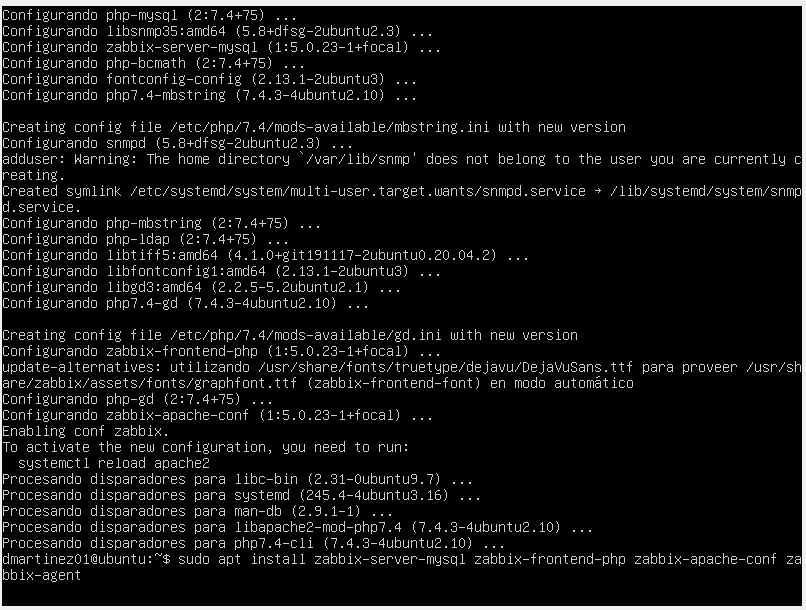 Configurando php-mysql (2:7.4+75) ...
Configurando libsnmp35:amd64 (5.8+dfsg-2ubuntu2.3) ...
Configurando zabbix-server-mysql (1:5.0.23-1+focal) ...
Configurando php-bcmath (2:7.4+75) ...
Configurando fontconfig-config (2.13.1-2ubuntu3) ...
Configurando php7.4-mbstring (7.4.3-4ubuntu2.10) ...

Creating config file /etc/php/7.4/mods-available/mbstring.ini with new version
Configurando snmpd (5.8+dfsg-2ubuntu2.3) ...
adduser: Warning: The home directory `/var/lib/snmp' does not belong to the user you are currently c
reating.
Created symlink /etc/systemd/system/multi-user.target.wants/snmpd.service → /lib/systemd/system/snmp
d.service.
Configurando php-mbstring (2:7.4+75) ...
Configurando php-ldap (2:7.4+75) ...
Configurando libtiff5:amd64 (4.1.0+git191117-2ubuntu0.20.04.2) ...
Configurando libfontconfig1:amd64 (2.13.1-2ubuntu3) ...
Configurando libgd3:amd64 (2.2.5-5.2ubuntu2.1) ...
Configurando php7.4-gd (7.4.3-4ubuntu2.10) ...

Creating config file /etc/php/7.4/mods-available/gd.ini with new version
Configurando zabbix-frontend-php (1:5.0.23-1+focal) ...
update-alternatives: utilizando /usr/share/fonts/truetype/dejavu/DejaVuSans.ttf para proveer /usr/sh
are/zabbix/assets/fonts/graphfont.ttf (zabbix-frontend-font) en modo automático
Configurando php-gd (2:7.4+75) ...
Configurando zabbix-apache-conf (1:5.0.23-1+focal) ...
Enabling conf zabbix.
To activate the new configuration, you need to run:
  systemctl reload apache2
Procesando disparadores para libc-bin (2.31-0ubuntu9.7) ...
Procesando disparadores para systemd (245.4-4ubuntu3.16) ...
Procesando disparadores para man-db (2.9.1-1) ...
Procesando disparadores para libapache2-mod-php7.4 (7.4.3-4ubuntu2.10) ...
Procesando disparadores para php7.4-cli (7.4.3-4ubuntu2.10) ...
dmartinez01@ubuntu:~$ sudo apt install zabbix-server-mysql zabbix-frontend-php zabbix-apache-conf za
bbix-agent